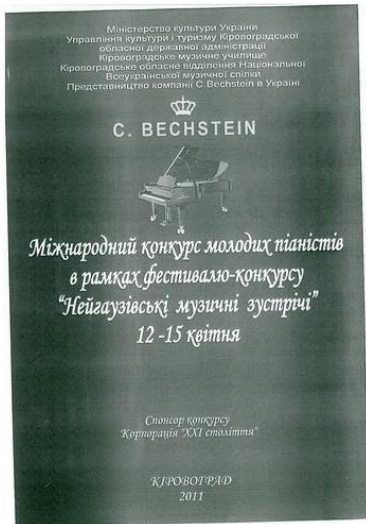 Міністерство культури України
Управління культури і туризму Кіровоградської
обласної державної адміністрації
Кіровоградське музичне училище
Кіровоградське обласне відділення Національної
Всеукраїнської музичної спілки
Представництво компанії C.Bechstein в Україні
C. BECHSTEIN
Міжнародний конкурс молодих піаністів
в рамках фестивалю-конкурсу
"Нейгаузівські музичні зустрічі"
12 -15 квітня
Спонсор конкурсу
Корпорація "ХХІ століття"
КІРОВОГРАД
2011